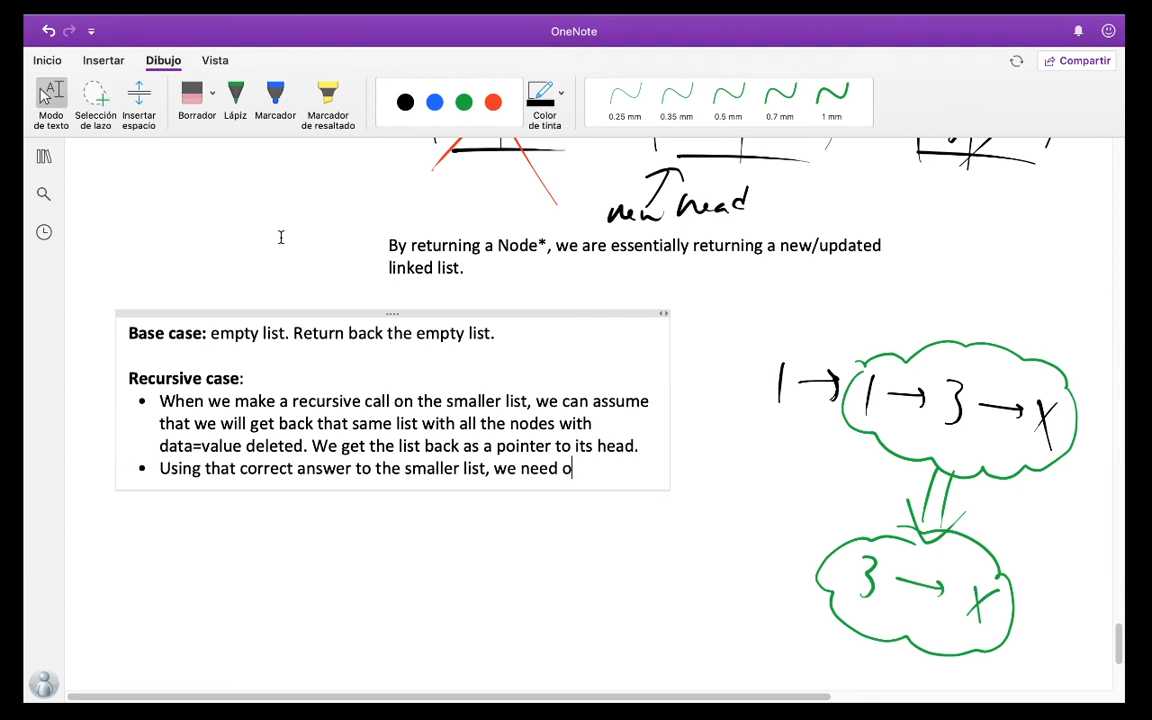 OneNote
Inicio Insertar Dibujo Vista
Compartir
Modo de texto
Selección de lazo
Insertar espacio
Borrador
Lápiz
Marcador
Marcador de resaltado
Color de tinta
0.25 mm 0.35 mm 0.5 mm 0.7 mm 1 mm
new head
By returning a Node*, we are essentially returning a new/updated
linked list.
Base case: empty list. Return back the empty list.
Recursive case:
• When we make a recursive call on the smaller list, we can assume
that we will get back that same list with all the nodes with
data=value deleted. We get the list back as a pointer to its head.
• Using that correct answer to the smaller list, we need o
1 → 1 → 3 → X
3 → X